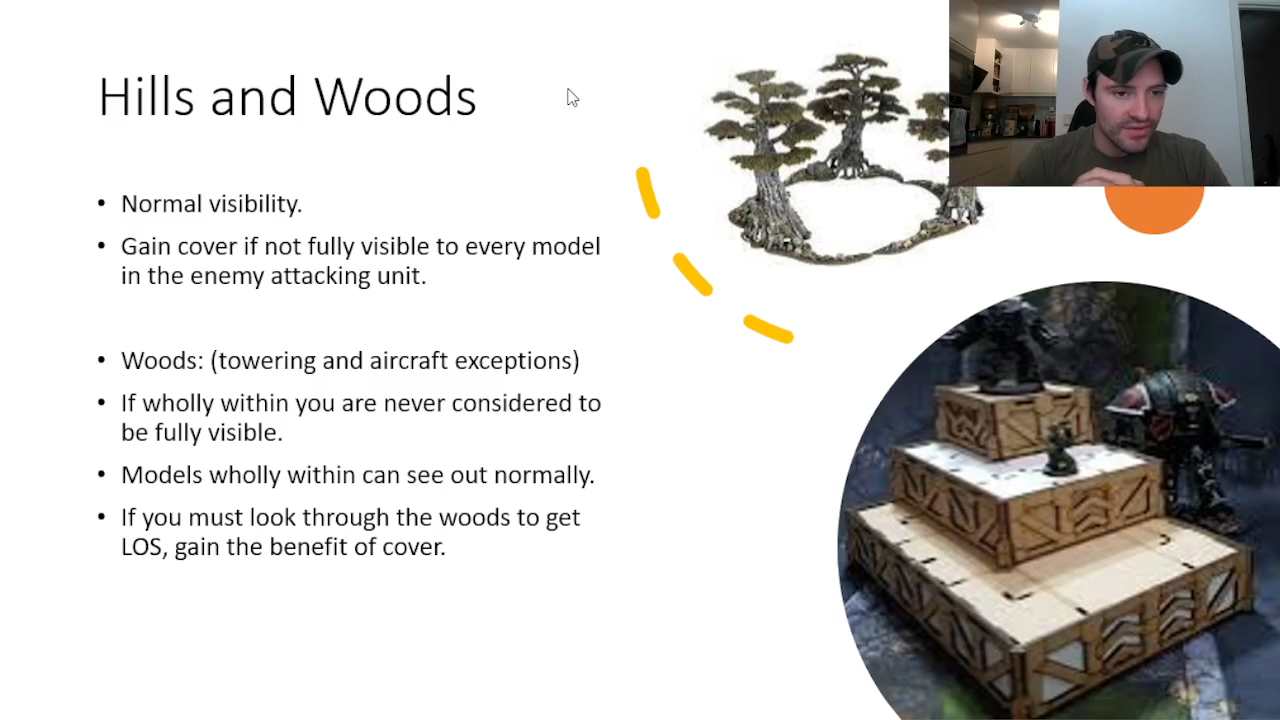 Hills and Woods
• Normal visibility.
• Gain cover if not fully visible to every model
in the enemy attacking unit.
• Woods: (towering and aircraft exceptions)
• If wholly within you are never considered to
be fully visible.
• Models wholly within can see out normally.
• If you must look through the woods to get
LOS, gain the benefit of cover.